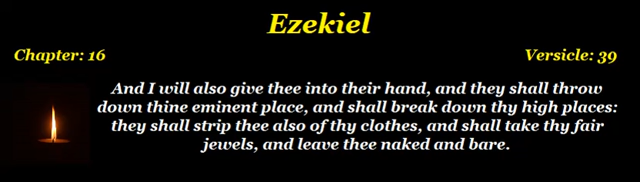 Ezekiel
Chapter: 16
Versicle: 39
And I will also give thee into their hand, and they shall throw
down thine eminent place, and shall break down thy high places:
they shall strip thee also of thy clothes, and shall take thy fair
jewels, and leave thee naked and bare.